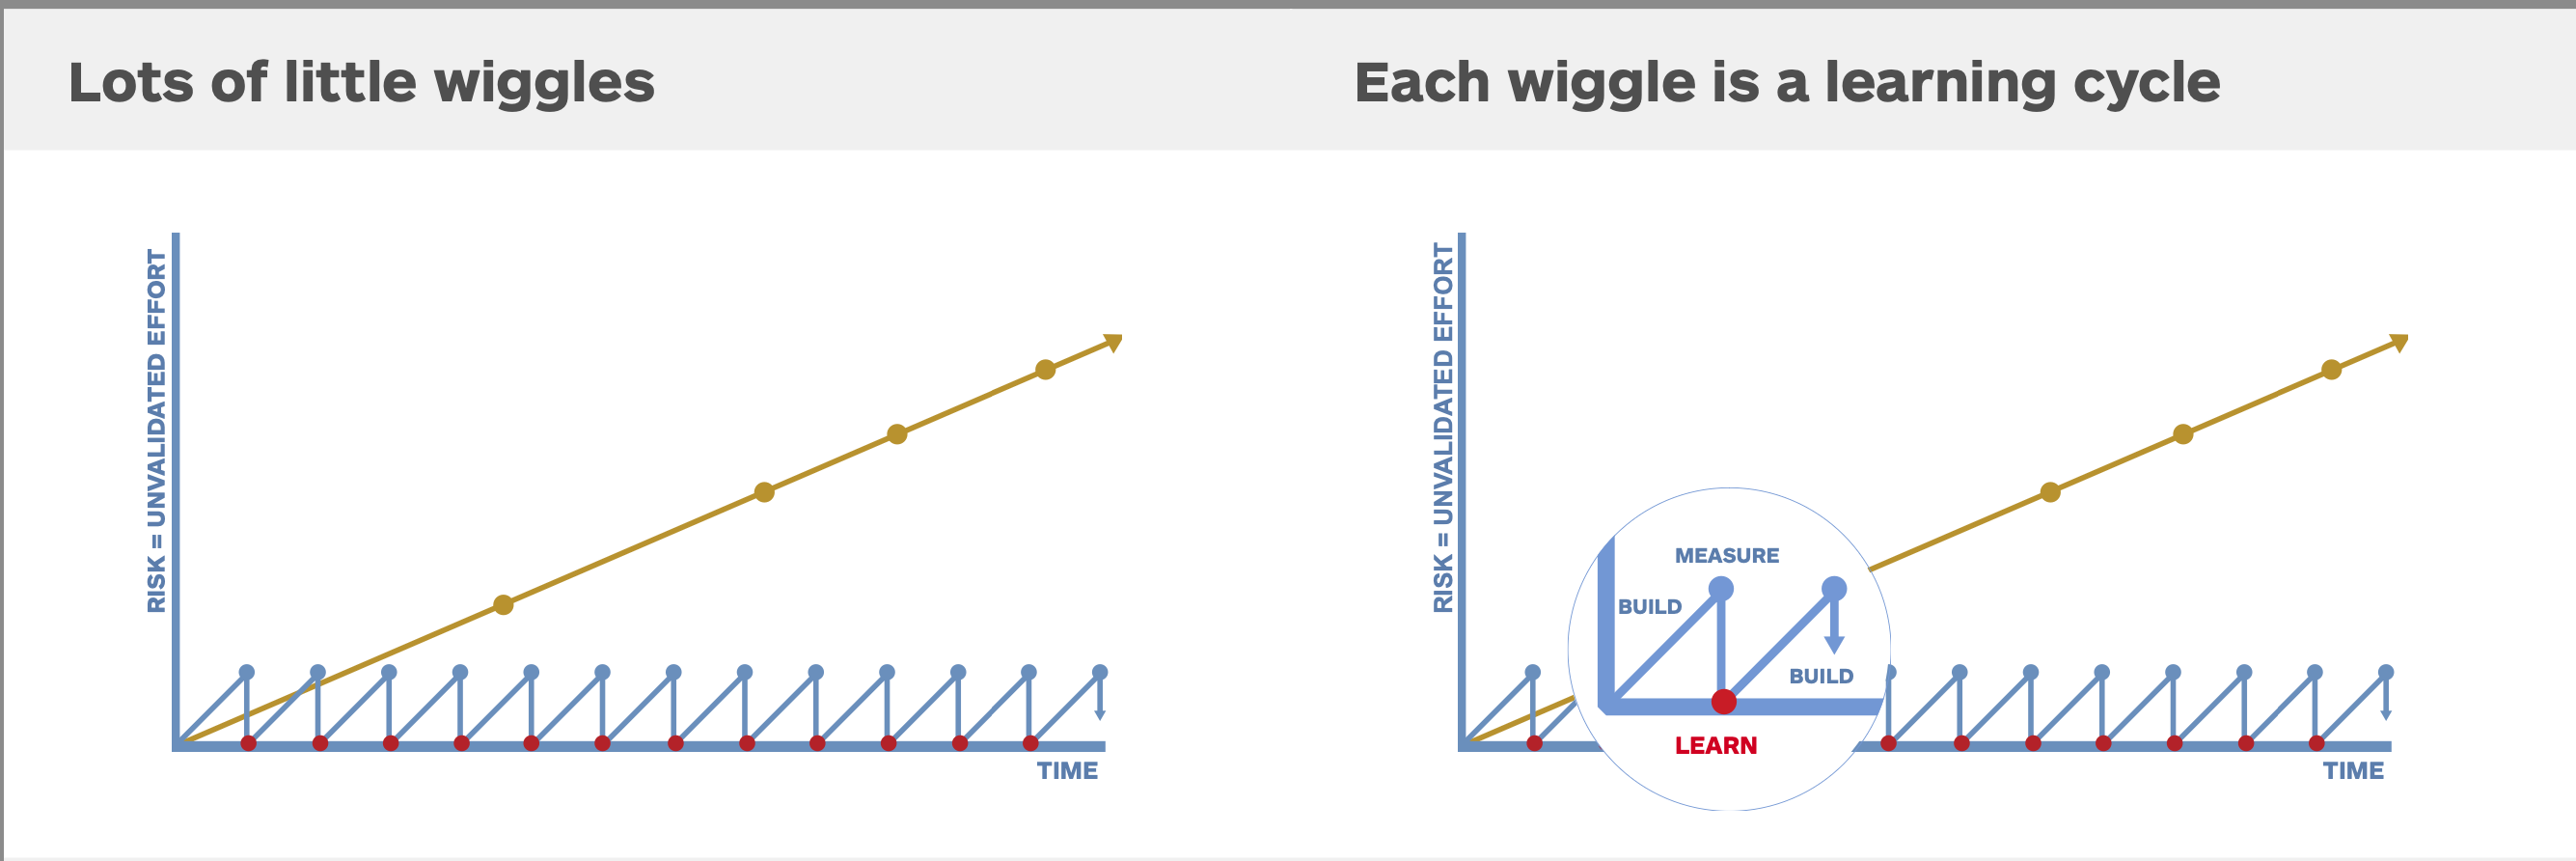 Lots of little wiggles
RISK = UNVALIDATED EFFORT
TIME
Each wiggle is a learning cycle
RISK = UNVALIDATED EFFORT
MEASURE
BUILD
BUILD
LEARN
TIME